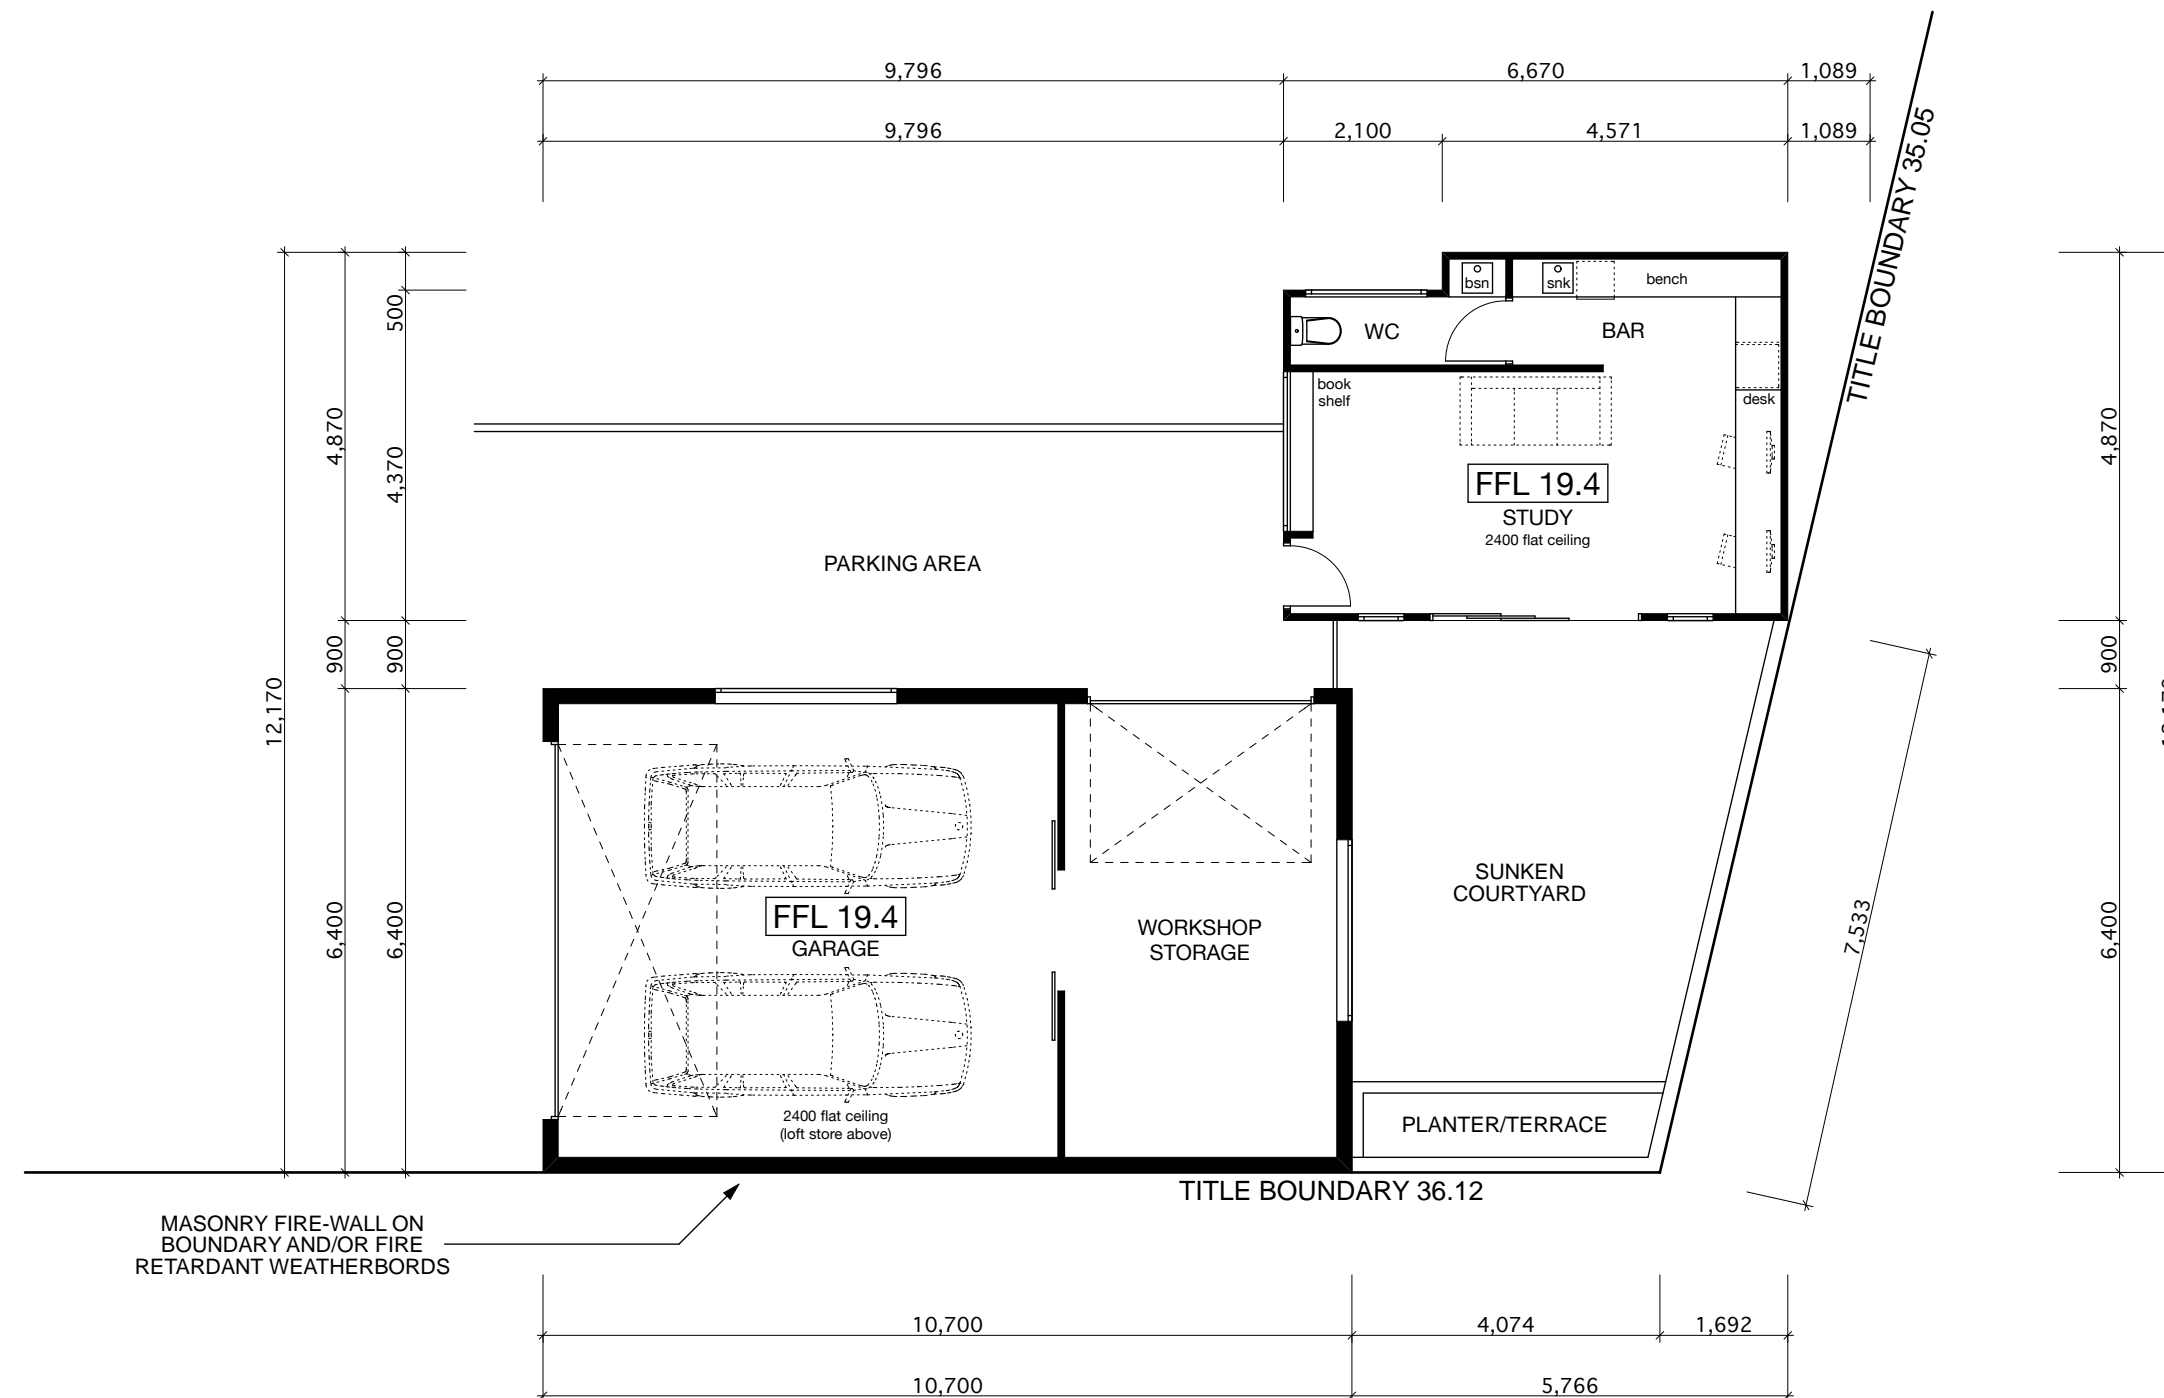 9,796
6,670
1,089
9,796
2,100
4,571
1,089
TITLE BOUNDARY 35.05
bsn
snk
bench
WC
BAR
book
shelf
desk
FFL 19.4
STUDY
2400 flat ceiling
PARKING AREA
500
4,870
4,370
900
900
12,170
6,400
6,400
4,870
900
6,400
7,533
SUNKEN
COURTYARD
FFL 19.4
GARAGE
WORKSHOP
STORAGE
2400 flat ceiling
(loft store above)
PLANTER/TERRACE
TITLE BOUNDARY 36.12
MASONRY FIRE-WALL ON
BOUNDARY AND/OR FIRE
RETARDANT WEATHERBORDS
10,700
4,074
1,692
10,700
5,766